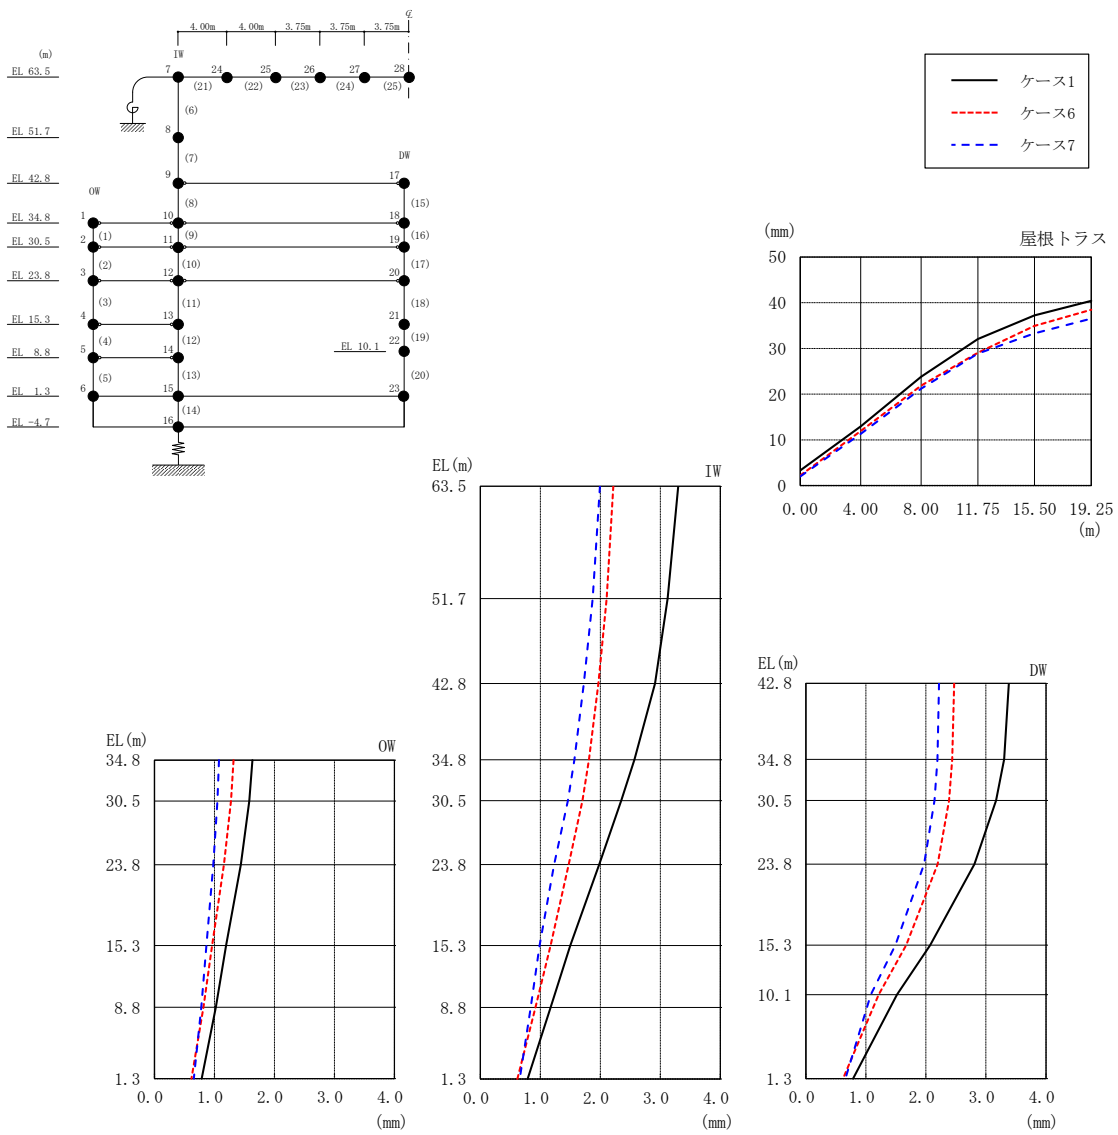 ℄
4.00m 4.00m 3.75m 3.75m 3.75m
(m)
IW
EL 63.5 7 24 25 26 27 28
(21) (22) (23) (24) (25)
(6)
EL 51.7 8
(7)
DW
EL 42.8 9 17
OW
(8) (15)
EL 34.8 1 10 18
(1) (9) (16)
EL 30.5 2 11 19
(2) (10) (17)
EL 23.8 3 12 20
(3) (11) (18)
EL 15.3 4 13 21
(4) (12) (19)
EL 10.1 22
EL 8.8 5 14
(5) (13) (20)
EL 1.3 6 15 23
(14)
EL -4.7 16
ケース1
ケース6
ケース7
(mm)
屋根トラス
50
40
30
20
10
0
0.00 4.00 8.00 11.75 15.50 19.25
(m)
EL(m)
IW
63.5
51.7
42.8
34.8
30.5
23.8
15.3
8.8
1.3
0.0 1.0 2.0 3.0 4.0
(mm)
EL(m)
OW
34.8
30.5
23.8
15.3
8.8
1.3
0.0 1.0 2.0 3.0 4.0
(mm)
EL(m)
DW
42.8
34.8
30.5
23.8
15.3
10.1
1.3
0.0 1.0 2.0 3.0 4.0
(mm)